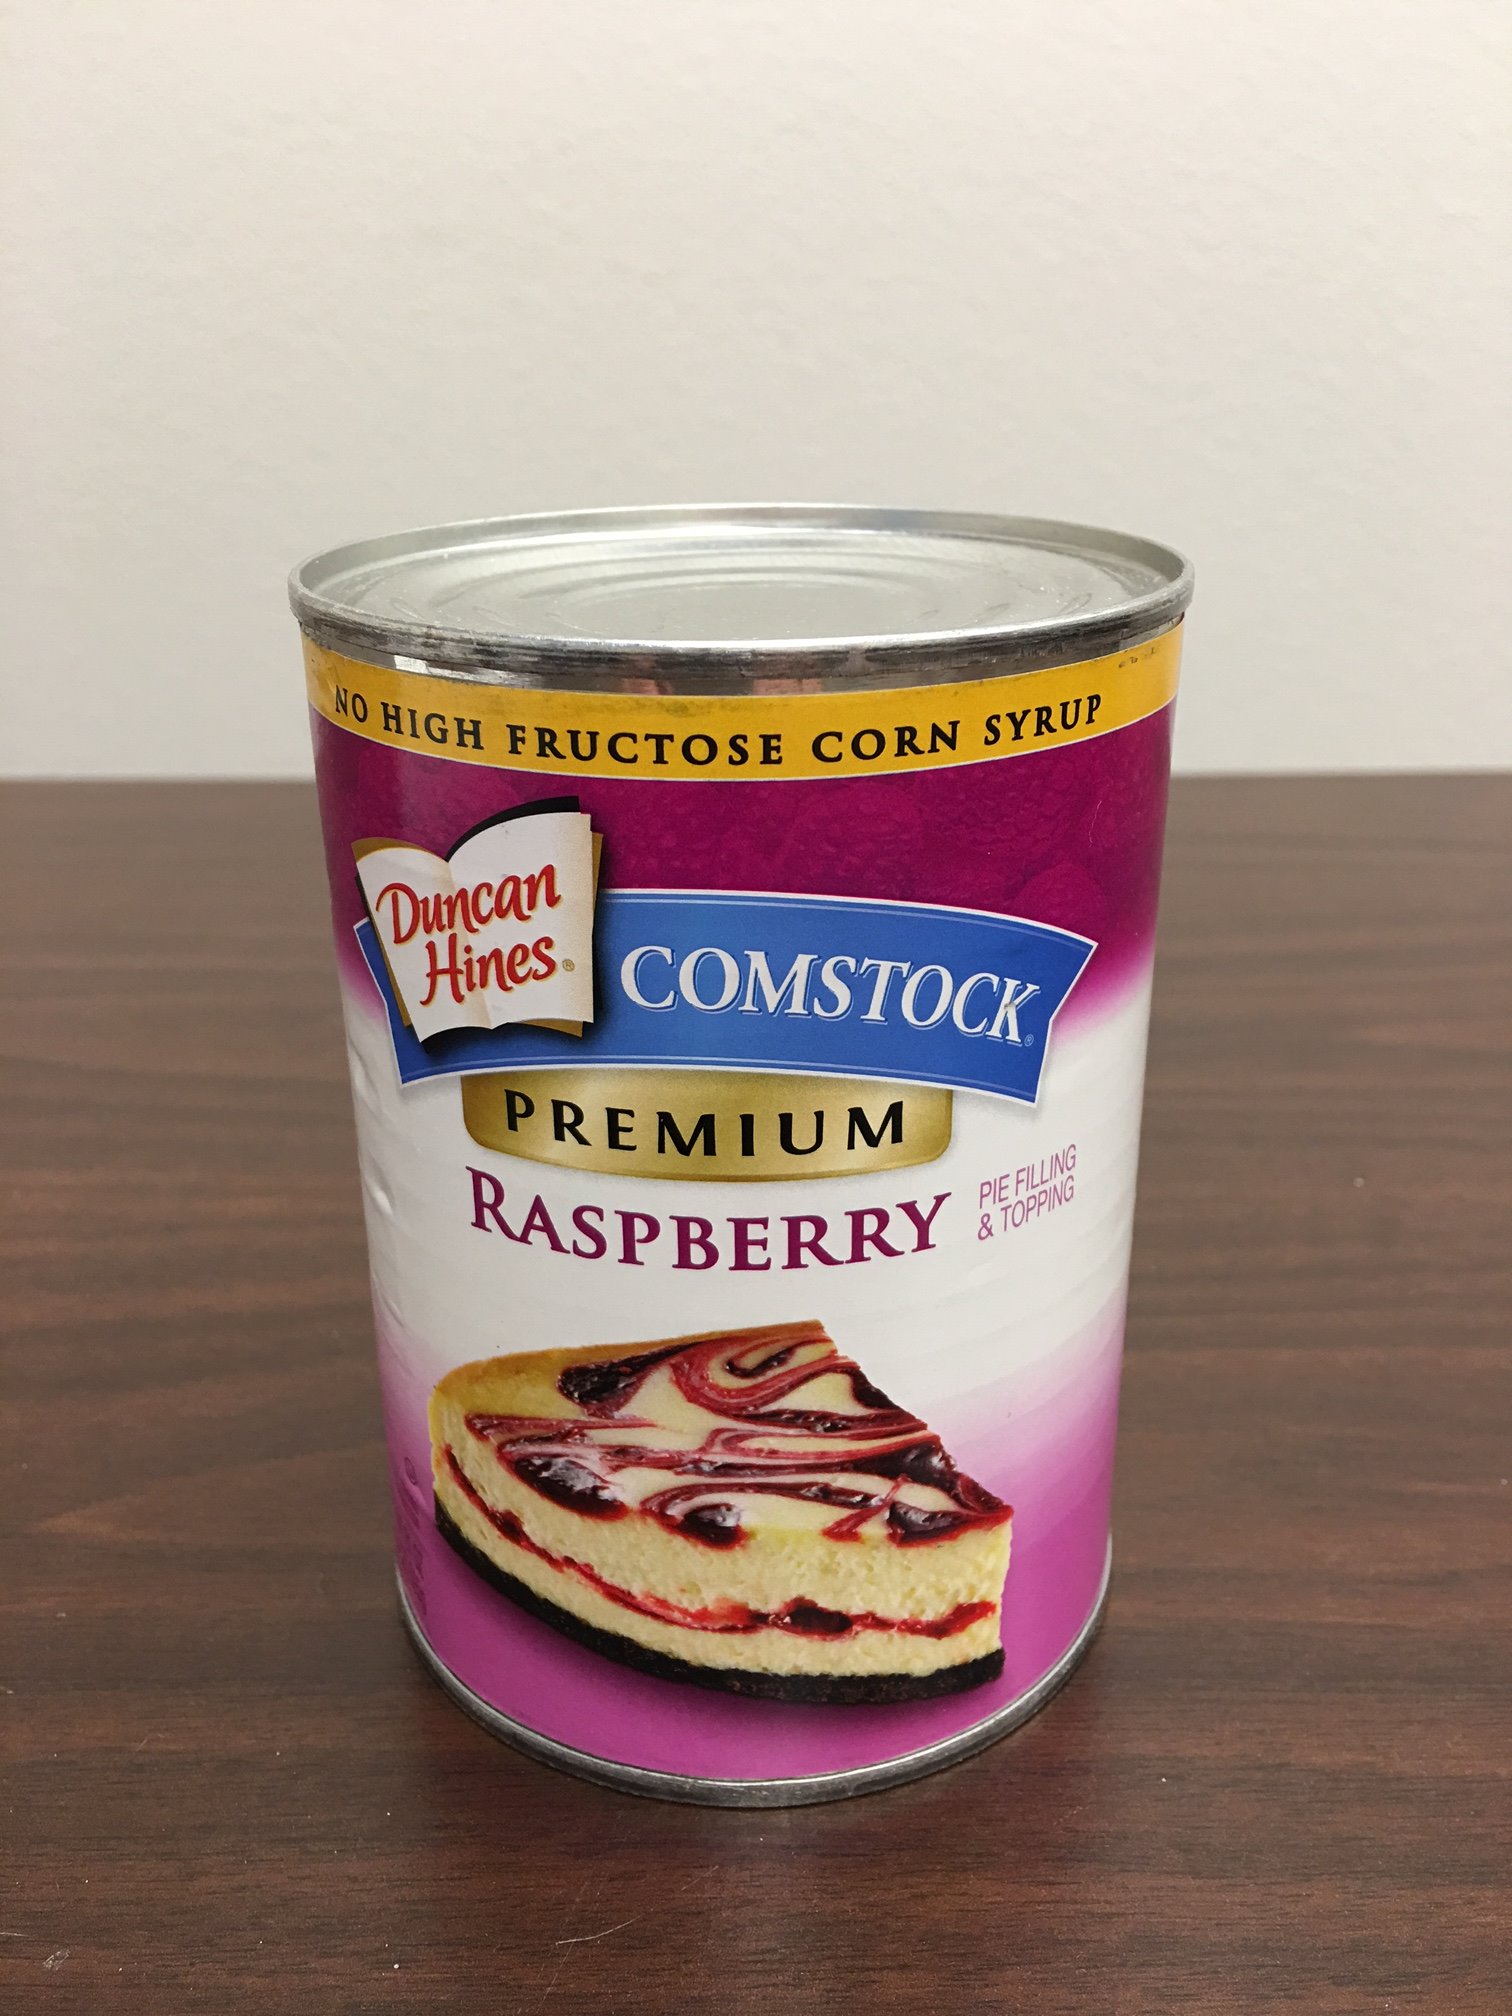 NO HIGH FRUCTOSE CORN SYRUP
Duncan
Hines®
COMSTOCK®
PREMIUM
RASPBERRY
PIE FILLING
& TOPPING